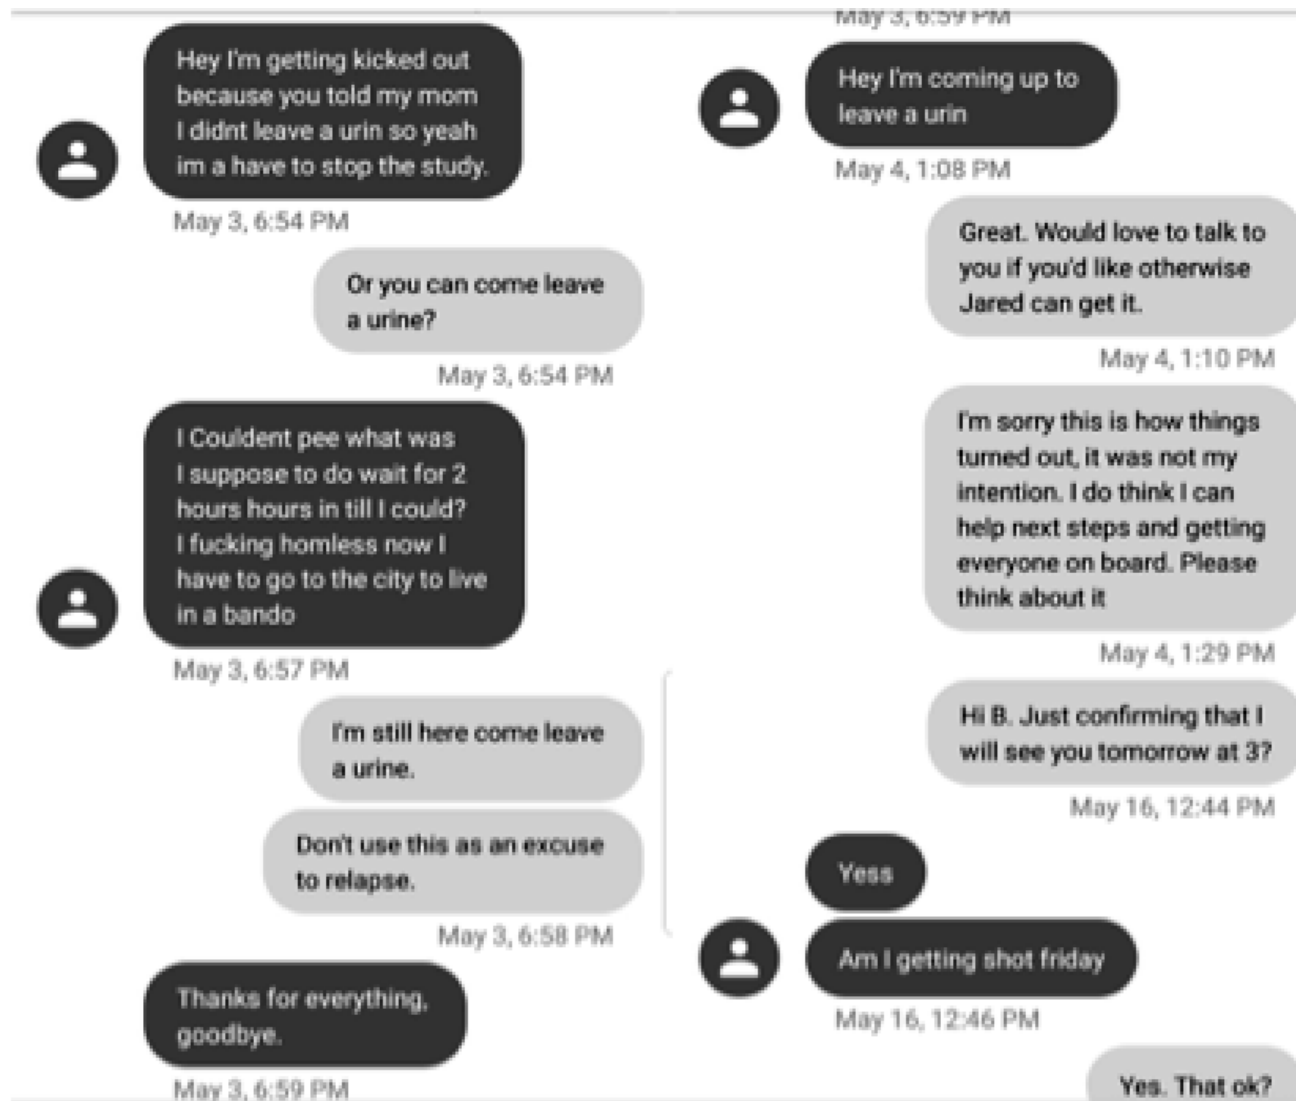 Hey I'm getting kicked out
because you told my mom
I didnt leave a urin so yeah
im a have to stop the study.
May 3, 6:54 PM
Or you can come leave
a urine?
May 3, 6:54 PM
I Couldent pee what was
I suppose to do wait for 2
hours hours in till I could?
I fucking homless now I
have to go to the city to live
in a bando
May 3, 6:57 PM
I'm still here come leave
a urine.
Don't use this as an excuse
to relapse.
May 3, 6:58 PM
Thanks for everything,
goodbye.
May 3, 6:59 PM
May 3, 6:59 PM
Hey I'm coming up to
leave a urin
May 4, 1:08 PM
Great. Would love to talk to
you if you'd like otherwise
Jared can get it.
May 4, 1:10 PM
I'm sorry this is how things
turned out, it was not my
intention. I do think I can
help next steps and getting
everyone on board. Please
think about it
May 4, 1:29 PM
Hi B. Just confirming that I
will see you tomorrow at 3?
May 16, 12:44 PM
Yess
Am I getting shot friday
May 16, 12:46 PM
Yes. That ok?